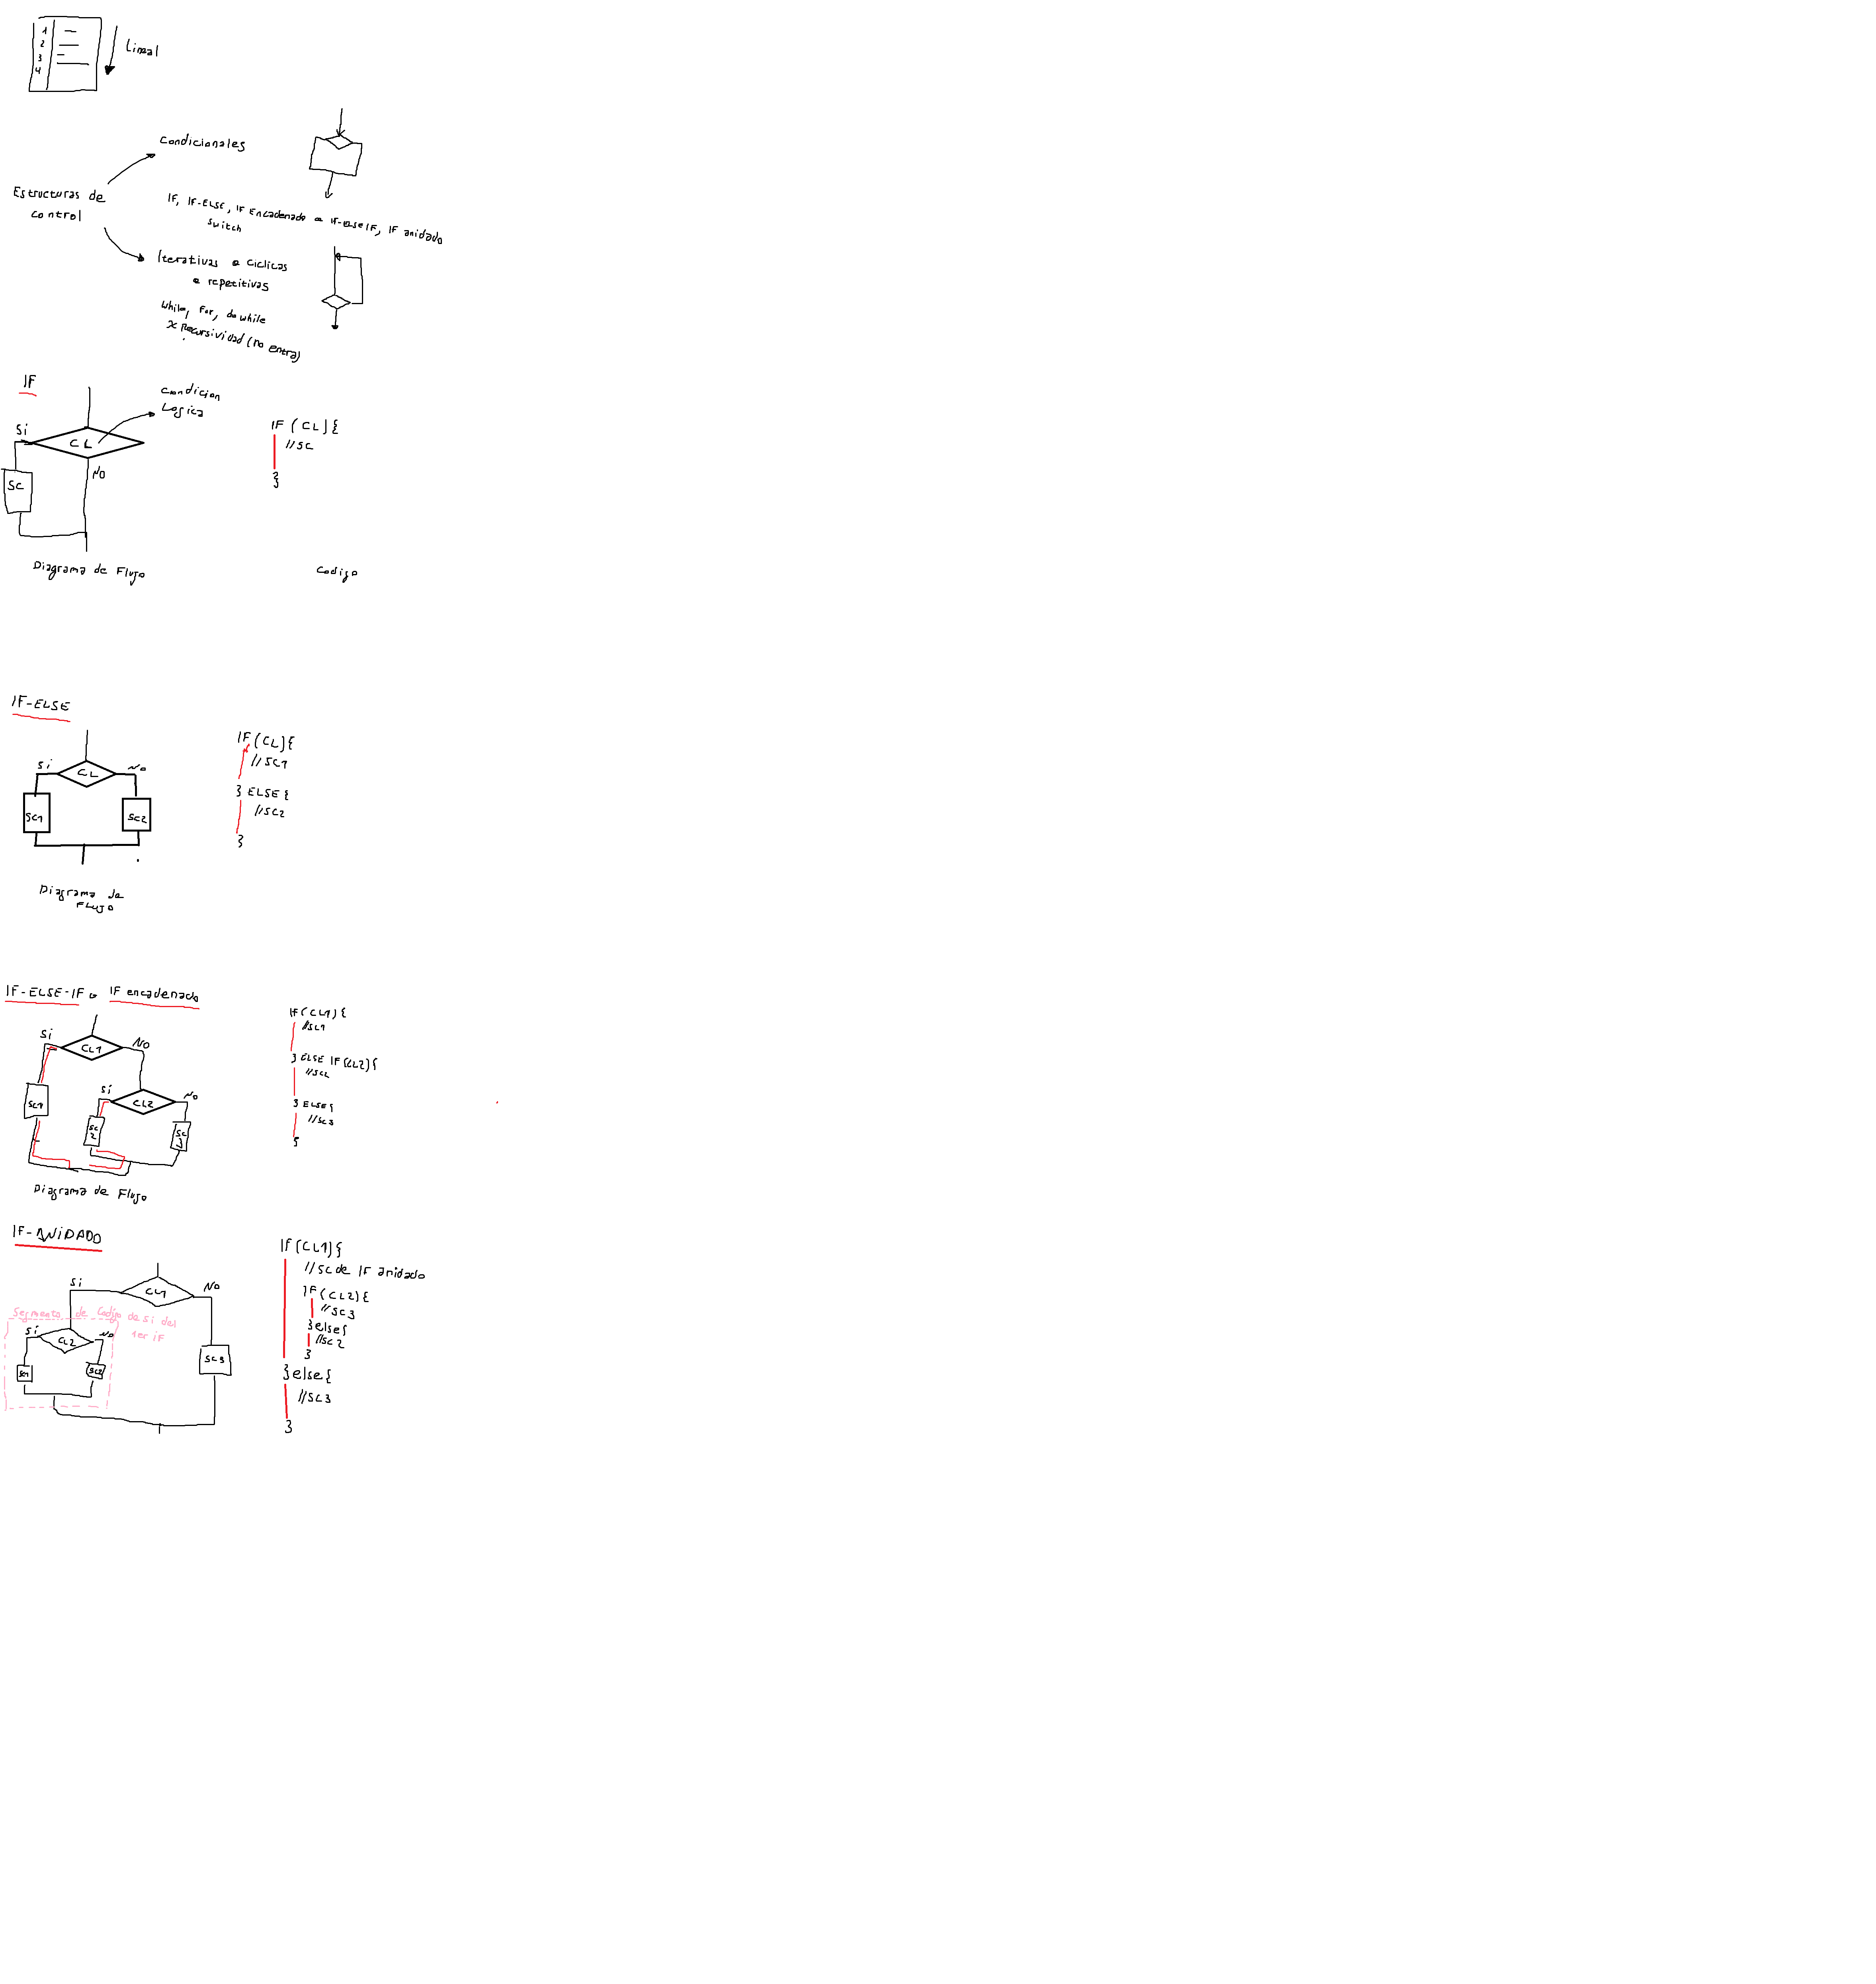 1
2
3
4
Lineal
Condicionales
Estructuras de
control
IF, IF-ELSE, IF Encadenado o IF-ELSE IF, IF anidado
Switch
Iterativas o Ciclicas
o repetitivas
While, For, do while
x Recursividad (no entra)
IF
Condicion
Logica
Si
CL
NO
SC
IF (CL){
//SC
}
Diagrama de Flujo
Codigo
IF-ELSE
Si
CL
No
SC1
SC2
IF (CL){
//SC1
} ELSE {
//SC2
}
Diagrama de
FLujo
IF-ELSE-IF o IF encadenado
Si
CL1
NO
Si
CL2
No
SC1
SC
2
SC
3
IF(CL1){
//SC1
} ELSE IF(CL2){
//SC2
} ELSE{
//SC3
}
Diagrama de Flujo
IF-ANiDADO
Si
CL1
No
Segmento de Codigo de Si del
1er iF
Si
CL2
No
SC1
SC2
SC3
IF(CL1){
//SC de IF anidado
IF(CL2){
//SC3
}else{
//SC2
}
}else{
//SC3
}